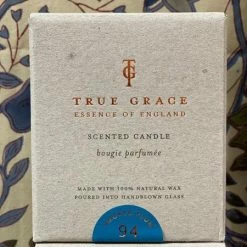 TG
TRUE GRACE
ESSENCE OF ENGLAND
SCENTED CANDLE
bougie parfumée
MADE WITH 100% NATURAL WAX
POURED INTO HANDBLOWN GLASS
94